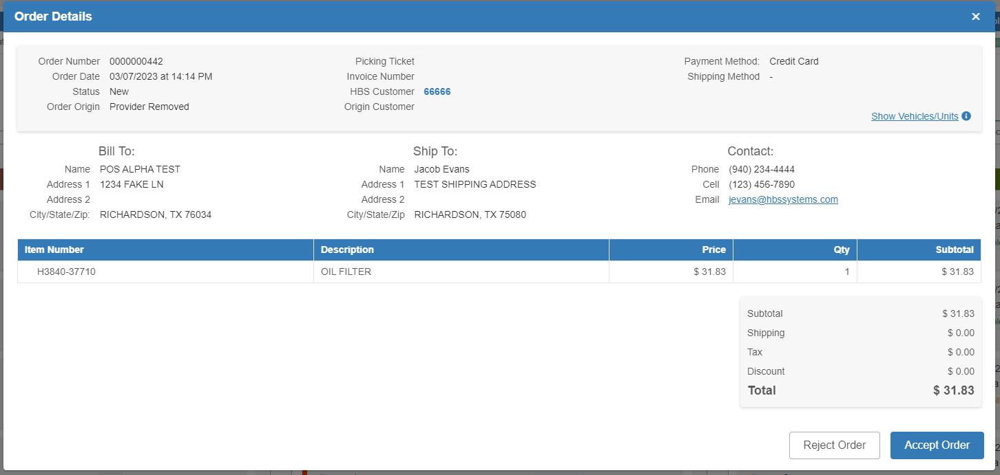 Order Details
Order Number 0000000442
Order Date 03/07/2023 at 14:14 PM
Status New
Order Origin Provider Removed
Picking Ticket
Invoice Number
HBS Customer 66666
Origin Customer
Payment Method: Credit Card
Shipping Method -
Show Vehicles/Units
Bill To:
Name POS ALPHA TEST
Address 1 1234 FAKE LN
Address 2
City/State/Zip: RICHARDSON, TX 76034
Ship To:
Name Jacob Evans
Address 1 TEST SHIPPING ADDRESS
Address 2
City/State/Zip RICHARDSON, TX 75080
Contact:
Phone (940) 234-4444
Cell (123) 456-7890
Email jevans@hbssystems.com
Item Number Description Price Qty Subtotal
H3840-37710 OIL FILTER $ 31.83 1 $ 31.83
Subtotal $ 31.83
Shipping $ 0.00
Tax $ 0.00
Discount $ 0.00
Total $ 31.83
Reject Order Accept Order